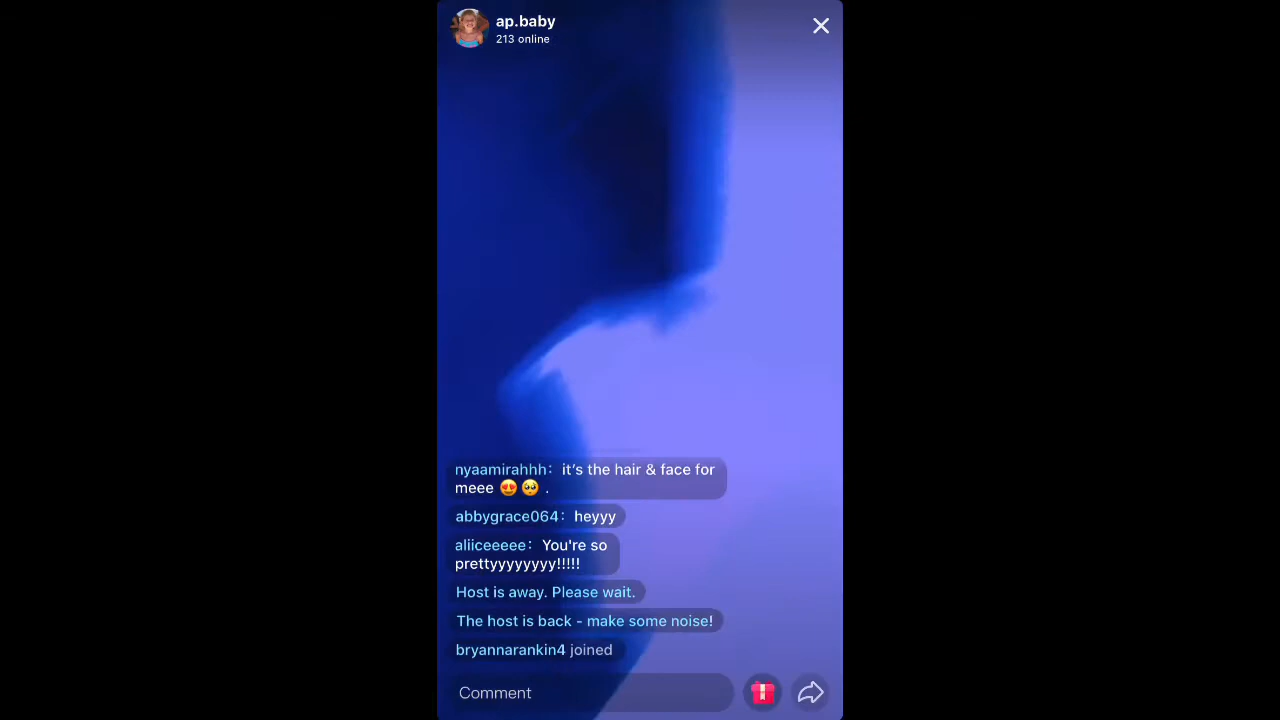 ap.baby
213 online
nyaamirahhh: it's the hair & face for
meee 😍🥺 .
abbygrace064: heyyy
aliiceeeee: You're so
prettyyyyyyyy!!!!!
Host is away. Please wait.
The host is back - make some noise!
bryannarankin4 joined
Comment